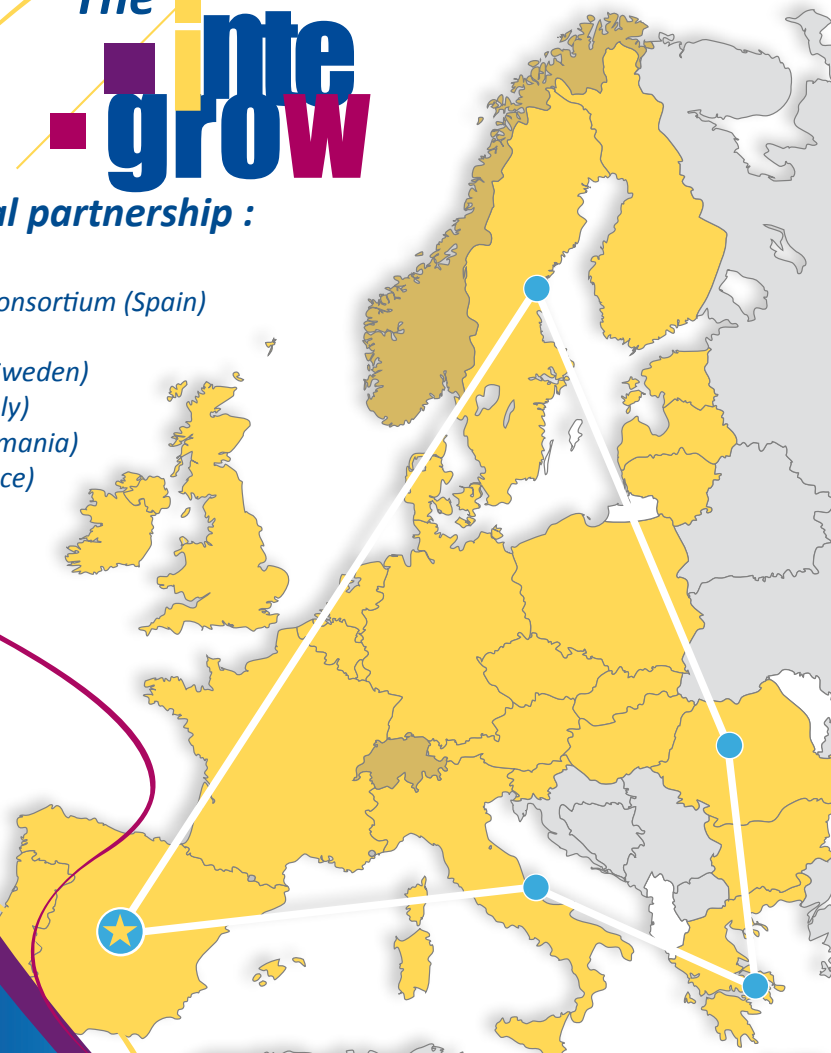 The
inte
grow
al partnership :
onsortium (Spain)
weden)
ly)
mania)
ce)